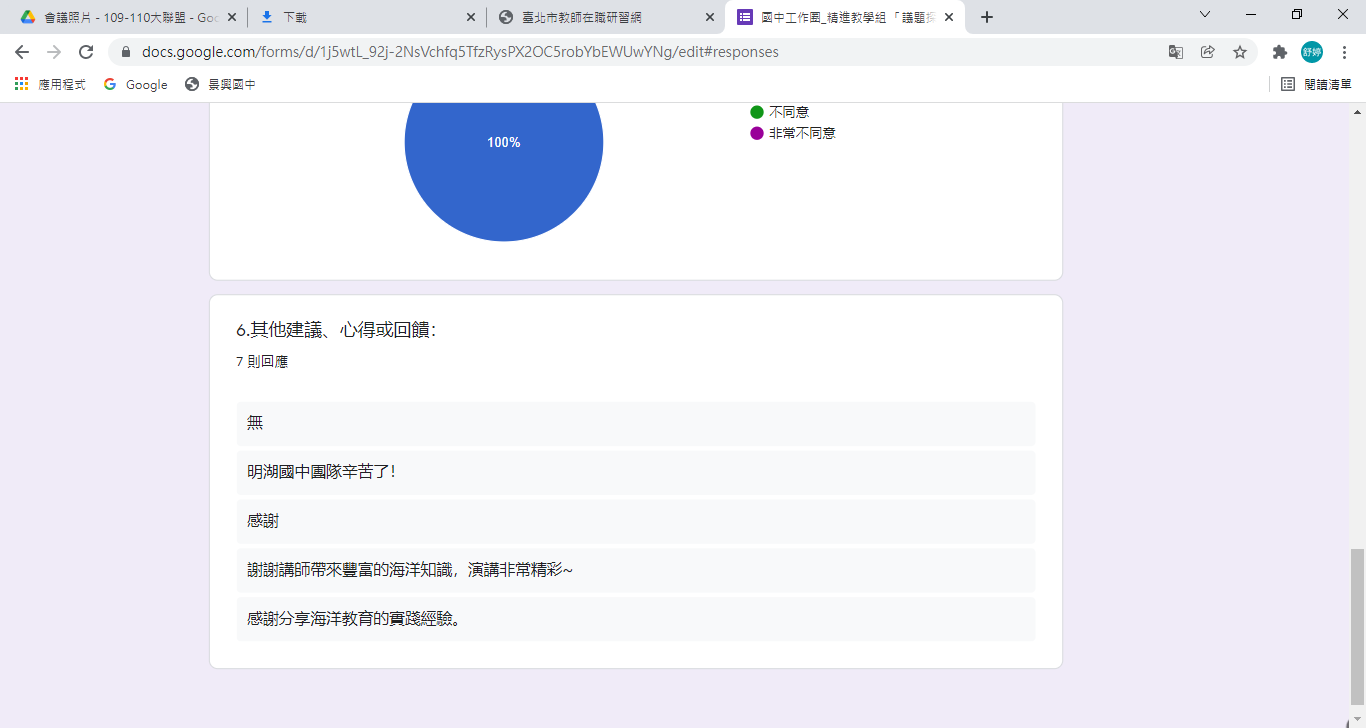 會議照片 - 109-110大聯盟 - Goo
下載
臺北市教師在職研習網
國中工作圈_精進教學組「議題探
docs.google.com/forms/d/1j5wtL_92j-2NsVchfq5TfzRysPX2OC5robYbEWUwYNg/edit#responses
舒婷
應用程式
Google
景興國中
閱讀清單
不同意
100%
非常不同意
6.其他建議、心得或回饋：
7 則回應
無
明湖國中團隊辛苦了！
感謝
謝謝講師帶來豐富的海洋知識，演講非常精彩~
感謝分享海洋教育的實踐經驗。